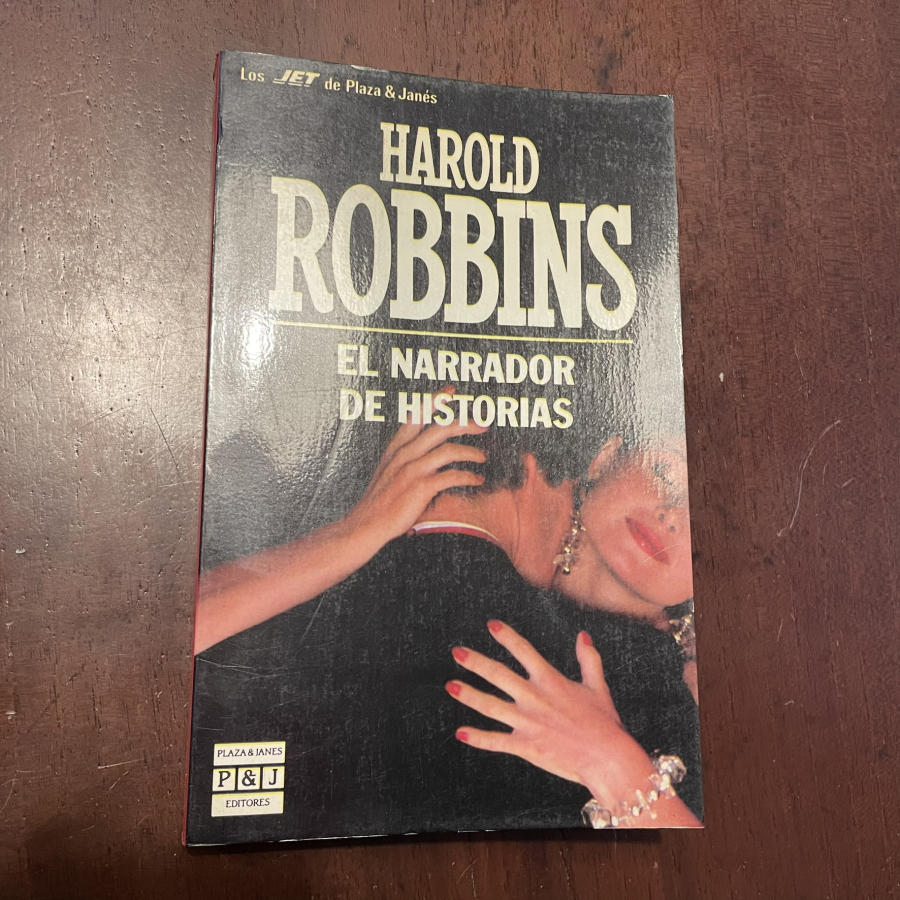 Los JET de Plaza & Janés
HAROLD
ROBBINS
EL NARRADOR
DE HISTORIAS
PLAZA & JANES
P & J
EDITORES